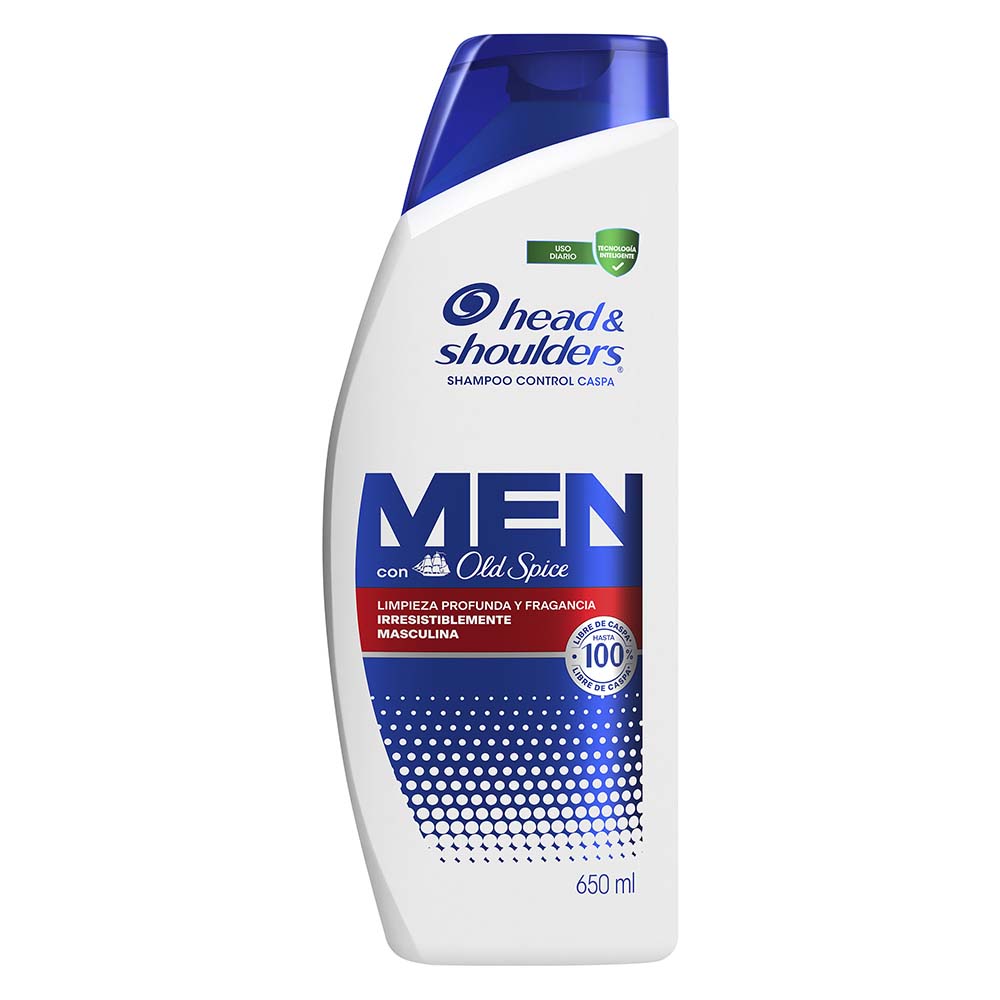 USO
DIARIO
TECNOLOGÍA
INTELIGENTE
head &
shoulders®
SHAMPOO CONTROL CASPA
MEN
con Old Spice
LIMPIEZA PROFUNDA Y FRAGANCIA
IRRESISTIBLEMENTE
MASCULINA
LIBRE DE CASPA*
HASTA
100%
LIBRE DE CASPA*
650 ml